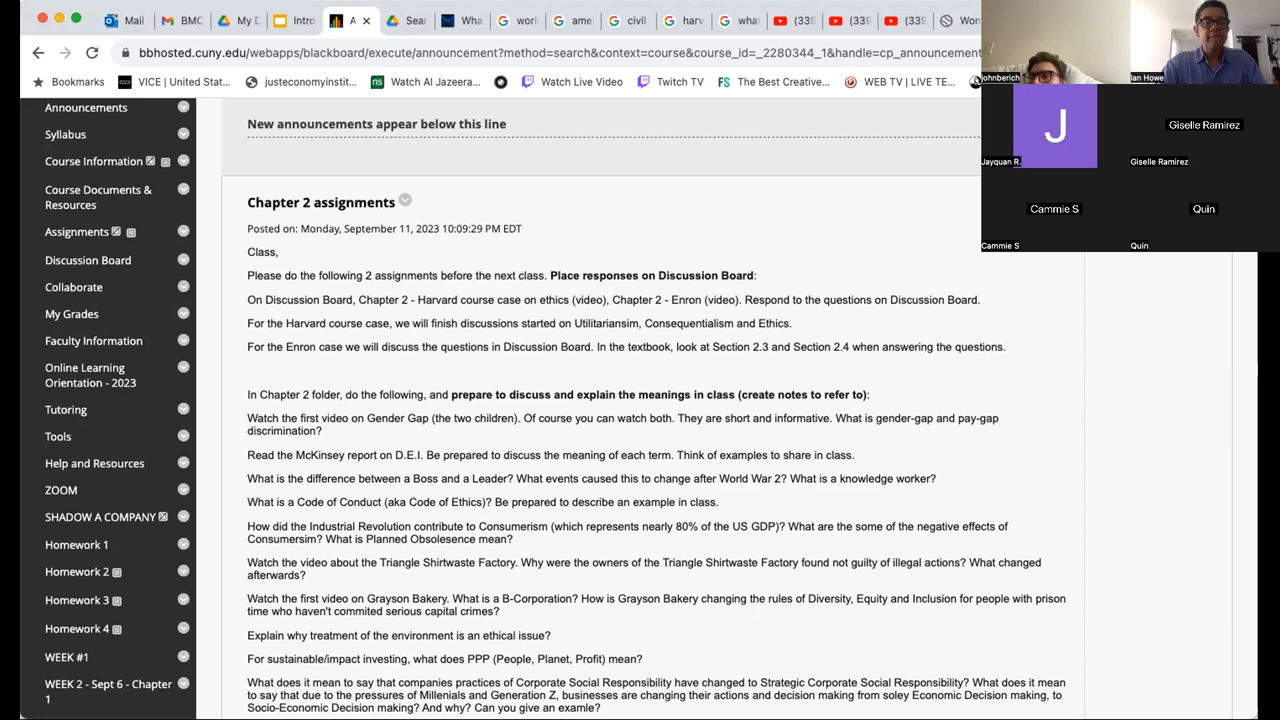 Mail
BMC
My D
Intro
A
Sear
Wha
worl
ame
civil
harv
what
(339
(339
(339
Won
bbhosted.cuny.edu/webapps/blackboard/execute/announcement?method=search&context=course&course_id=_2280344_1&handle=cp_announcement
Bookmarks
VICE | United Stat...
justeconomyinstit...
Watch Al Jazeera...
Watch Live Video
Twitch TV
FS The Best Creative...
WEB TV | LIVE TE...
johnberich
Ian Howe
J
Jayquan R.
Giselle Ramirez
Giselle Ramirez
Cammie S
Cammie S
Quin
Quin
Announcements
Syllabus
Course Information
Course Documents &
Resources
Assignments
Discussion Board
Collaborate
My Grades
Faculty Information
Online Learning
Orientation - 2023
Tutoring
Tools
Help and Resources
ZOOM
SHADOW A COMPANY
Homework 1
Homework 2
Homework 3
Homework 4
WEEK #1
WEEK 2 - Sept 6 - Chapter
1
New announcements appear below this line
Chapter 2 assignments
Posted on: Monday, September 11, 2023 10:09:29 PM EDT
Class,
Please do the following 2 assignments before the next class. Place responses on Discussion Board:
On Discussion Board, Chapter 2 - Harvard course case on ethics (video), Chapter 2 - Enron (video). Respond to the questions on Discussion Board.
For the Harvard course case, we will finish discussions started on Utilitariansim, Consequentialism and Ethics.
For the Enron case we will discuss the questions in Discussion Board. In the textbook, look at Section 2.3 and Section 2.4 when answering the questions.
In Chapter 2 folder, do the following, and prepare to discuss and explain the meanings in class (create notes to refer to):
Watch the first video on Gender Gap (the two children). Of course you can watch both. They are short and informative. What is gender-gap and pay-gap
discrimination?
Read the McKinsey report on D.E.I. Be prepared to discuss the meaning of each term. Think of examples to share in class.
What is the difference between a Boss and a Leader? What events caused this to change after World War 2? What is a knowledge worker?
What is a Code of Conduct (aka Code of Ethics)? Be prepared to describe an example in class.
How did the Industrial Revolution contribute to Consumerism (which represents nearly 80% of the US GDP)? What are the some of the negative effects of
Consumersim? What is Planned Obsolesence mean?
Watch the video about the Triangle Shirtwaste Factory. Why were the owners of the Triangle Shirtwaste Factory found not guilty of illegal actions? What changed
afterwards?
Watch the first video on Grayson Bakery. What is a B-Corporation? How is Grayson Bakery changing the rules of Diversity, Equity and Inclusion for people with prison
time who haven't commited serious capital crimes?
Explain why treatment of the environment is an ethical issue?
For sustainable/impact investing, what does PPP (People, Planet, Profit) mean?
What does it mean to say that companies practices of Corporate Social Responsibility have changed to Strategic Corporate Social Responsibility? What does it mean
to say that due to the pressures of Millenials and Generation Z, businesses are changing their actions and decision making from soley Economic Decision making, to
Socio-Economic Decision making? And why? Can you give an examle?